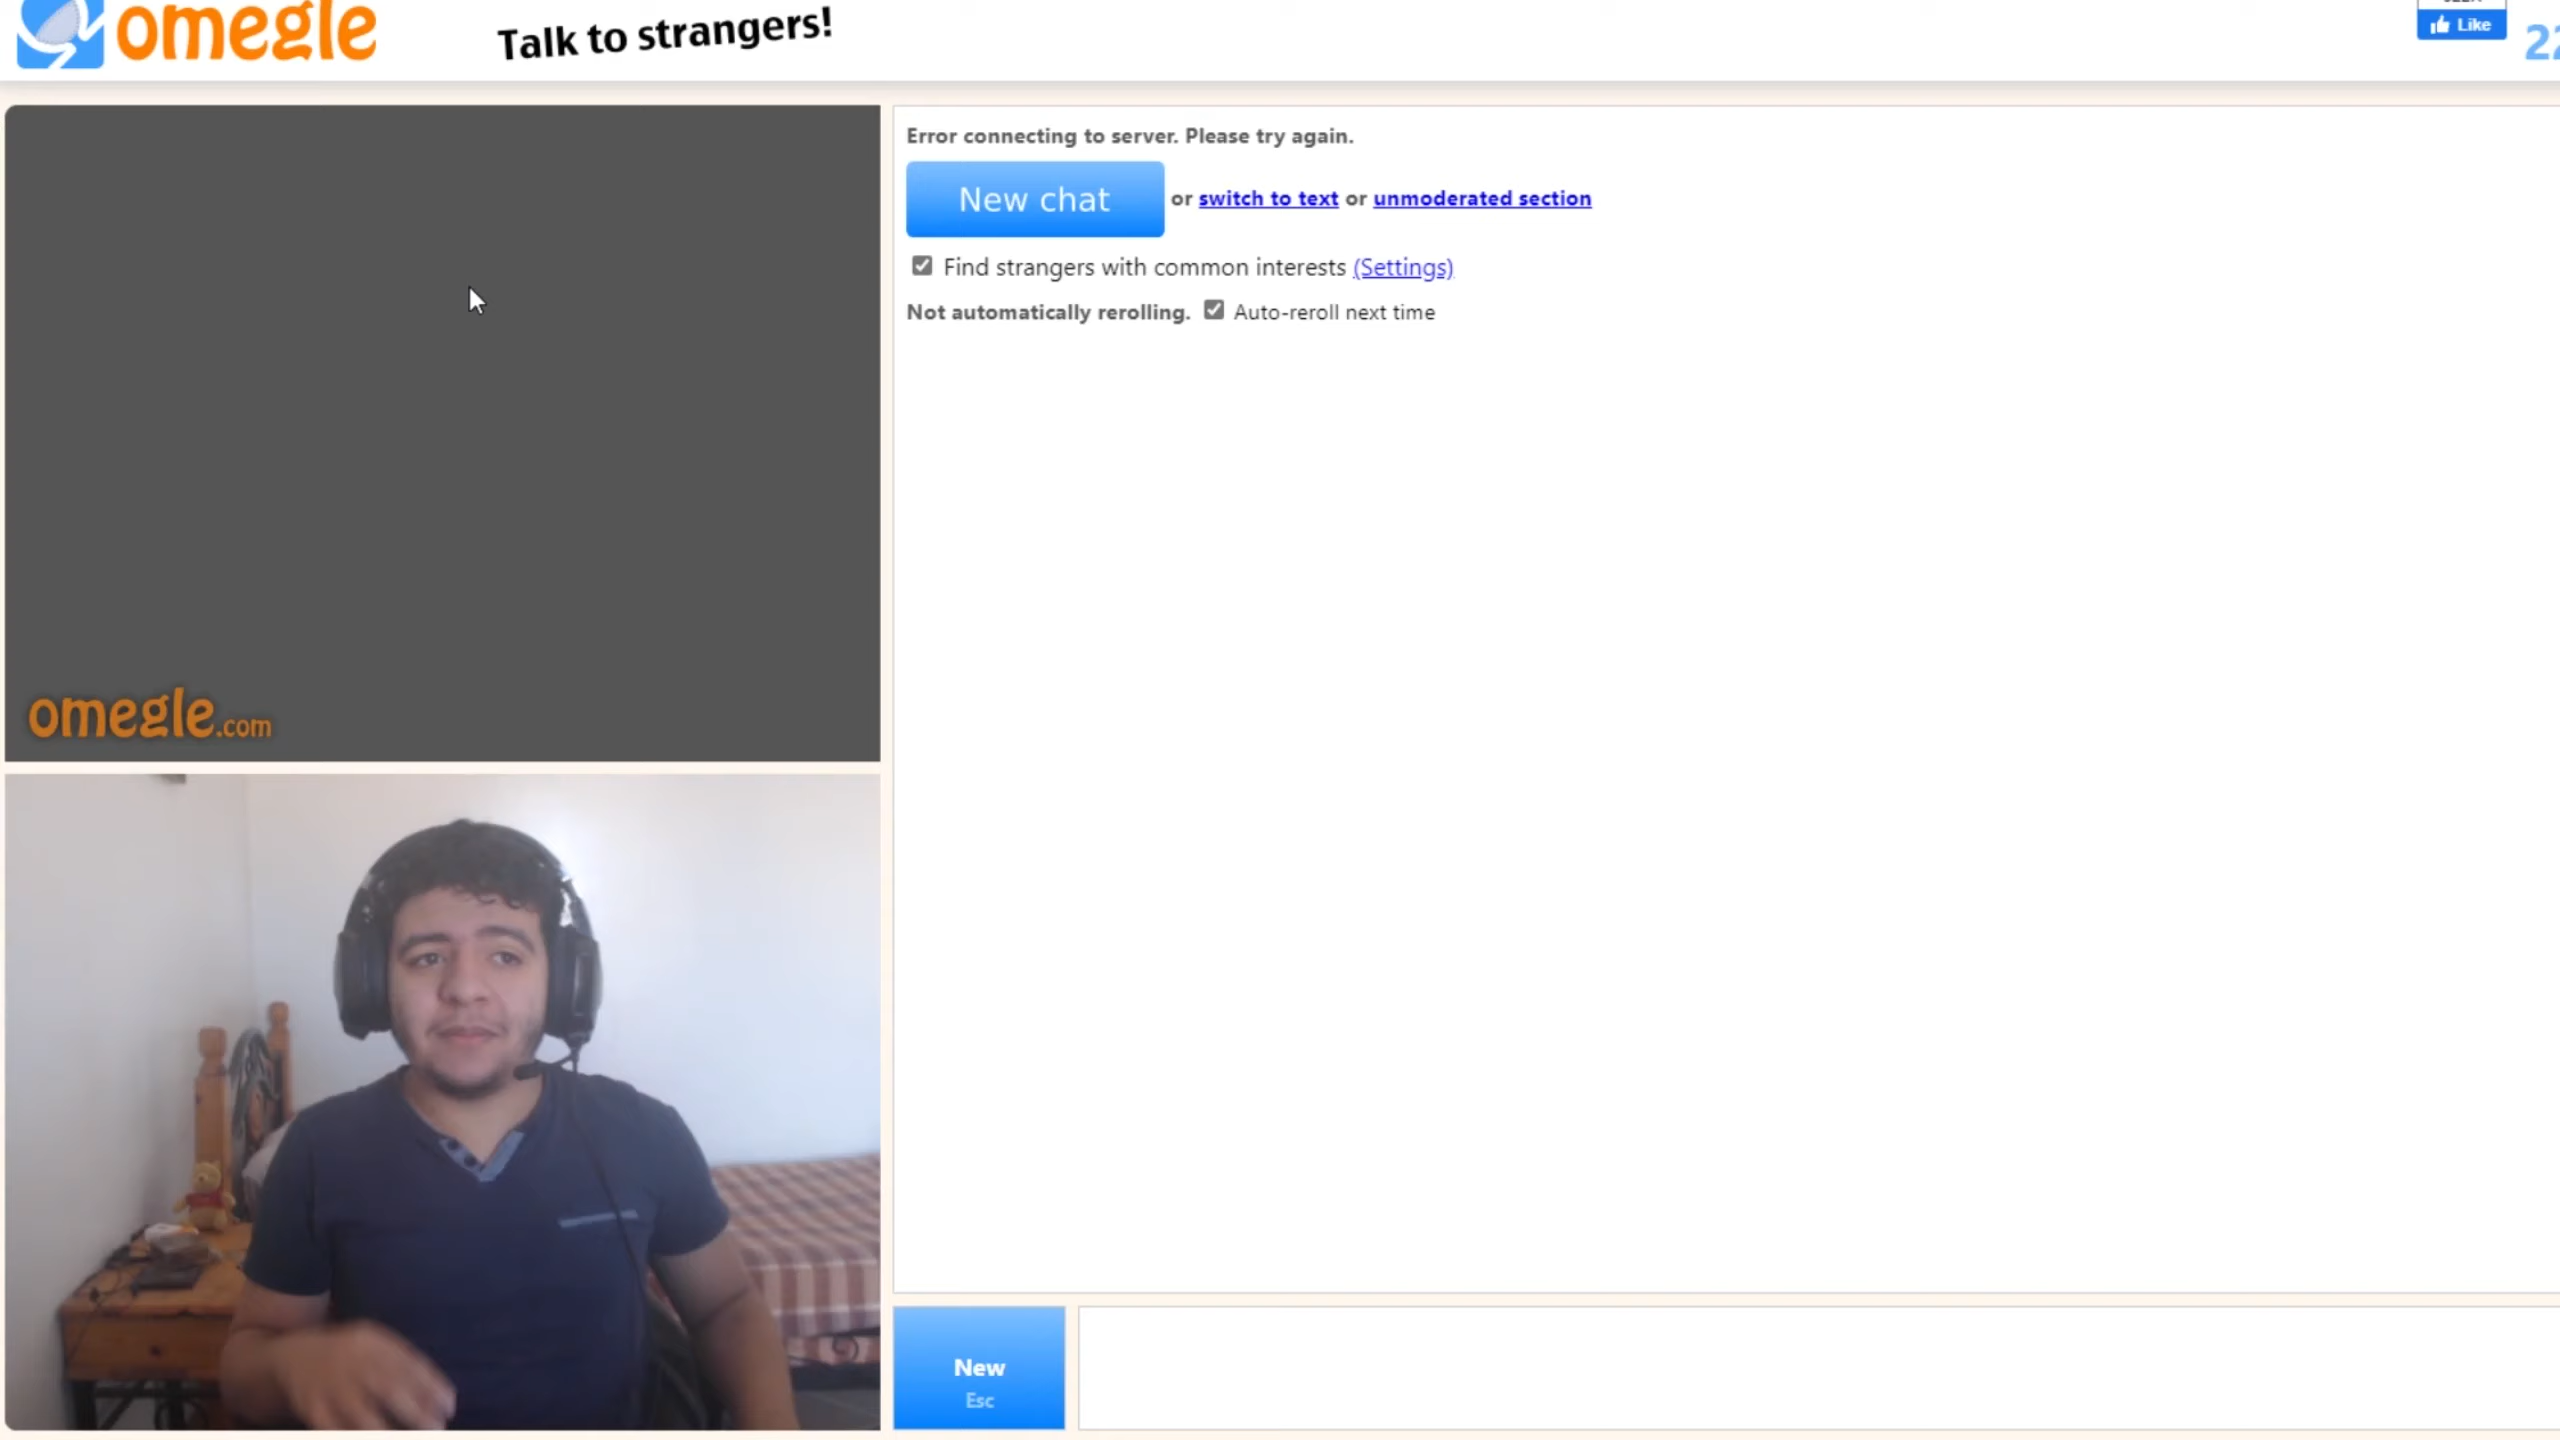 omegle
Talk to strangers!
Like
Error connecting to server. Please try again.
New chat or switch to text or unmoderated section
Find strangers with common interests (Settings)
Not automatically rerolling. Auto-reroll next time
omegle.com
New
Esc